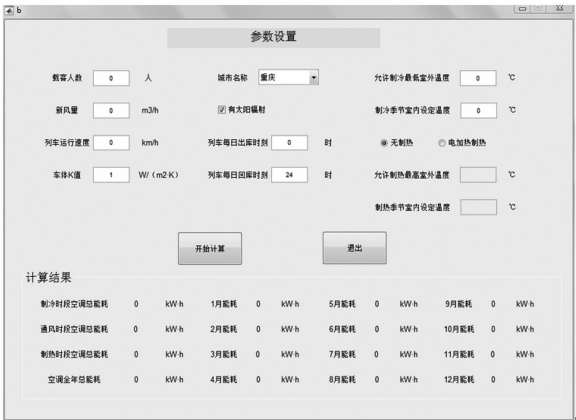 b
参数设置
载客人数 0 人 城市名称 重庆 允许制冷最低室外温度 0 ℃
新风量 0 m3/h 有太阳辐射 制冷季节室内设定温度 0 ℃
列车运行速度 0 km/h 列车每日出库时刻 0 时 无制热 电加热制热
车体K值 1 W/（m2·K） 列车每日回库时刻 24 时 允许制热最高室外温度 ℃
制热季节室内设定温度 ℃
开始计算 退出
计算结果
制冷时段空调总能耗 0 kW·h 1月能耗 0 kW·h 5月能耗 0 kW·h 9月能耗 0 kW·h
通风时段空调总能耗 0 kW·h 2月能耗 0 kW·h 6月能耗 0 kW·h 10月能耗 0 kW·h
制热时段空调总能耗 0 kW·h 3月能耗 0 kW·h 7月能耗 0 kW·h 11月能耗 0 kW·h
空调全年总能耗 0 kW·h 4月能耗 0 kW·h 8月能耗 0 kW·h 12月能耗 0 kW·h